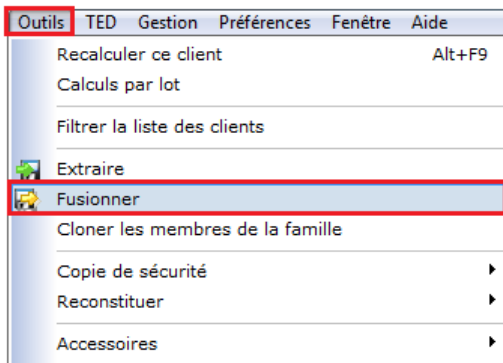 Outils TED Gestion Préférences Fenêtre Aide
Recalculer ce client Alt+F9
Calculs par lot
Filtrer la liste des clients
Extraire
Fusionner
Cloner les membres de la famille
Copie de sécurité
Reconstituer
Accessoires